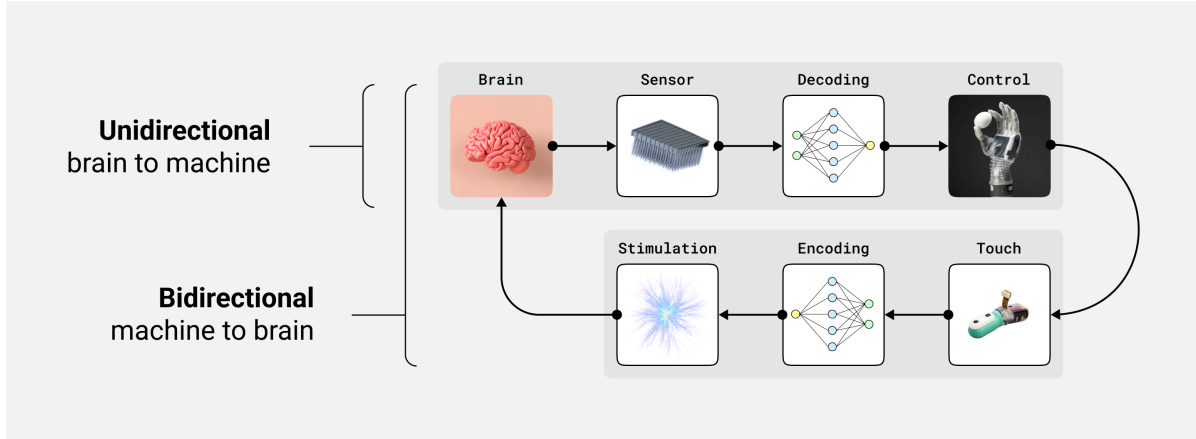 Unidirectional
brain to machine
Bidirectional
machine to brain
Brain
Sensor
Decoding
Control
Stimulation
Encoding
Touch